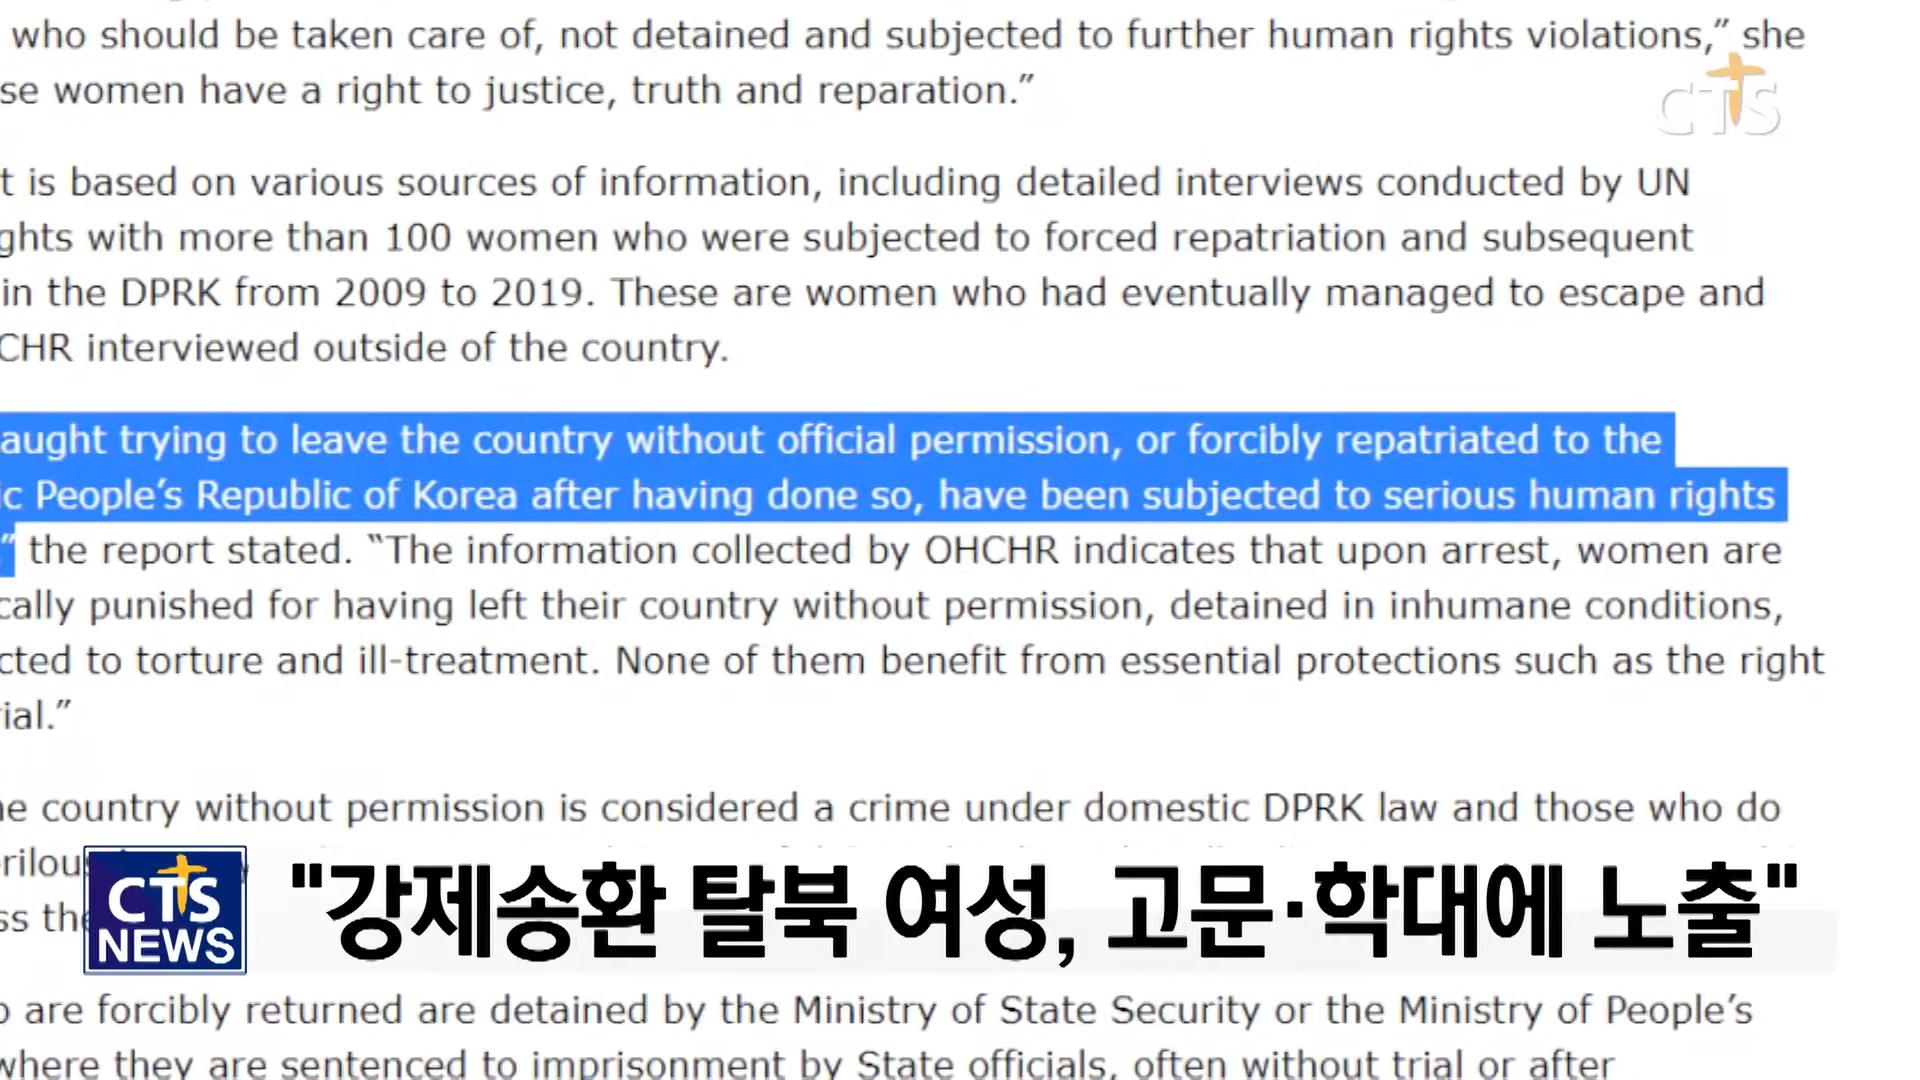 who should be taken care of, not detained and subjected to further human rights violations,” she
se women have a right to justice, truth and reparation.”
CTS
t is based on various sources of information, including detailed interviews conducted by UN
ghts with more than 100 women who were subjected to forced repatriation and subsequent
in the DPRK from 2009 to 2019. These are women who had eventually managed to escape and
CHR interviewed outside of the country.
aught trying to leave the country without official permission, or forcibly repatriated to the
ic People’s Republic of Korea after having done so, have been subjected to serious human rights
” the report stated. “The information collected by OHCHR indicates that upon arrest, women are
cally punished for having left their country without permission, detained in inhumane conditions,
cted to torture and ill-treatment. None of them benefit from essential protections such as the right
ial.”
he country without permission is considered a crime under domestic DPRK law and those who do
erilous
ss the
CTS
NEWS
"강제송환 탈북 여성, 고문·학대에 노출"
o are forcibly returned are detained by the Ministry of State Security or the Ministry of People’s
where they are sentenced to imprisonment by State officials, often without trial or after